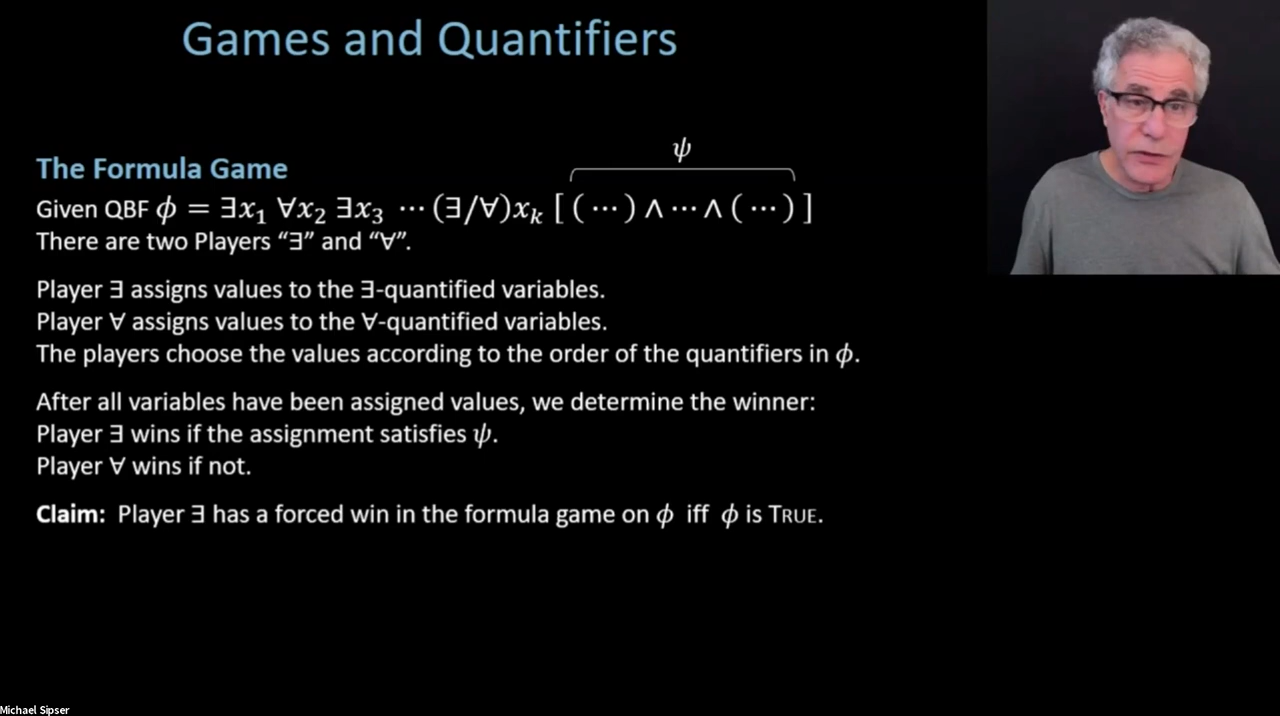 Games and Quantifiers
The Formula Game
ψ
Given QBF ϕ = ∃x₁ ∀x₂ ∃x₃ ⋯ (∃/∀)xₖ [ ( ⋯ ) ∧ ⋯ ∧ ( ⋯ ) ]
There are two Players “∃” and “∀”.
Player ∃ assigns values to the ∃-quantified variables.
Player ∀ assigns values to the ∀-quantified variables.
The players choose the values according to the order of the quantifiers in ϕ.
After all variables have been assigned values, we determine the winner:
Player ∃ wins if the assignment satisfies ψ.
Player ∀ wins if not.
Claim: Player ∃ has a forced win in the formula game on ϕ iff ϕ is TRUE.
Michael Sipser